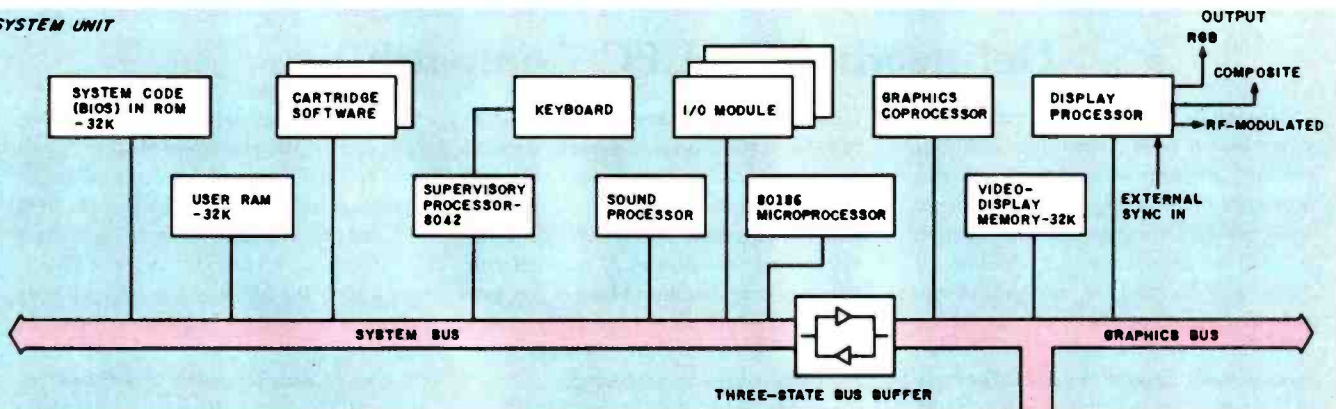 SYSTEM UNIT
SYSTEM CODE
(BIOS) IN ROM
-32K
CARTRIDGE
SOFTWARE
KEYBOARD
I/O MODULE
GRAPHICS
COPROCESSOR
DISPLAY
PROCESSOR
OUTPUT
RGB
COMPOSITE
RF-MODULATED
EXTERNAL
SYNC IN
USER RAM
-32K
SUPERVISORY
PROCESSOR-
8042
SOUND
PROCESSOR
80186
MICROPROCESSOR
VIDEO-
DISPLAY
MEMORY-32K
SYSTEM BUS
GRAPHICS BUS
THREE-STATE BUS BUFFER